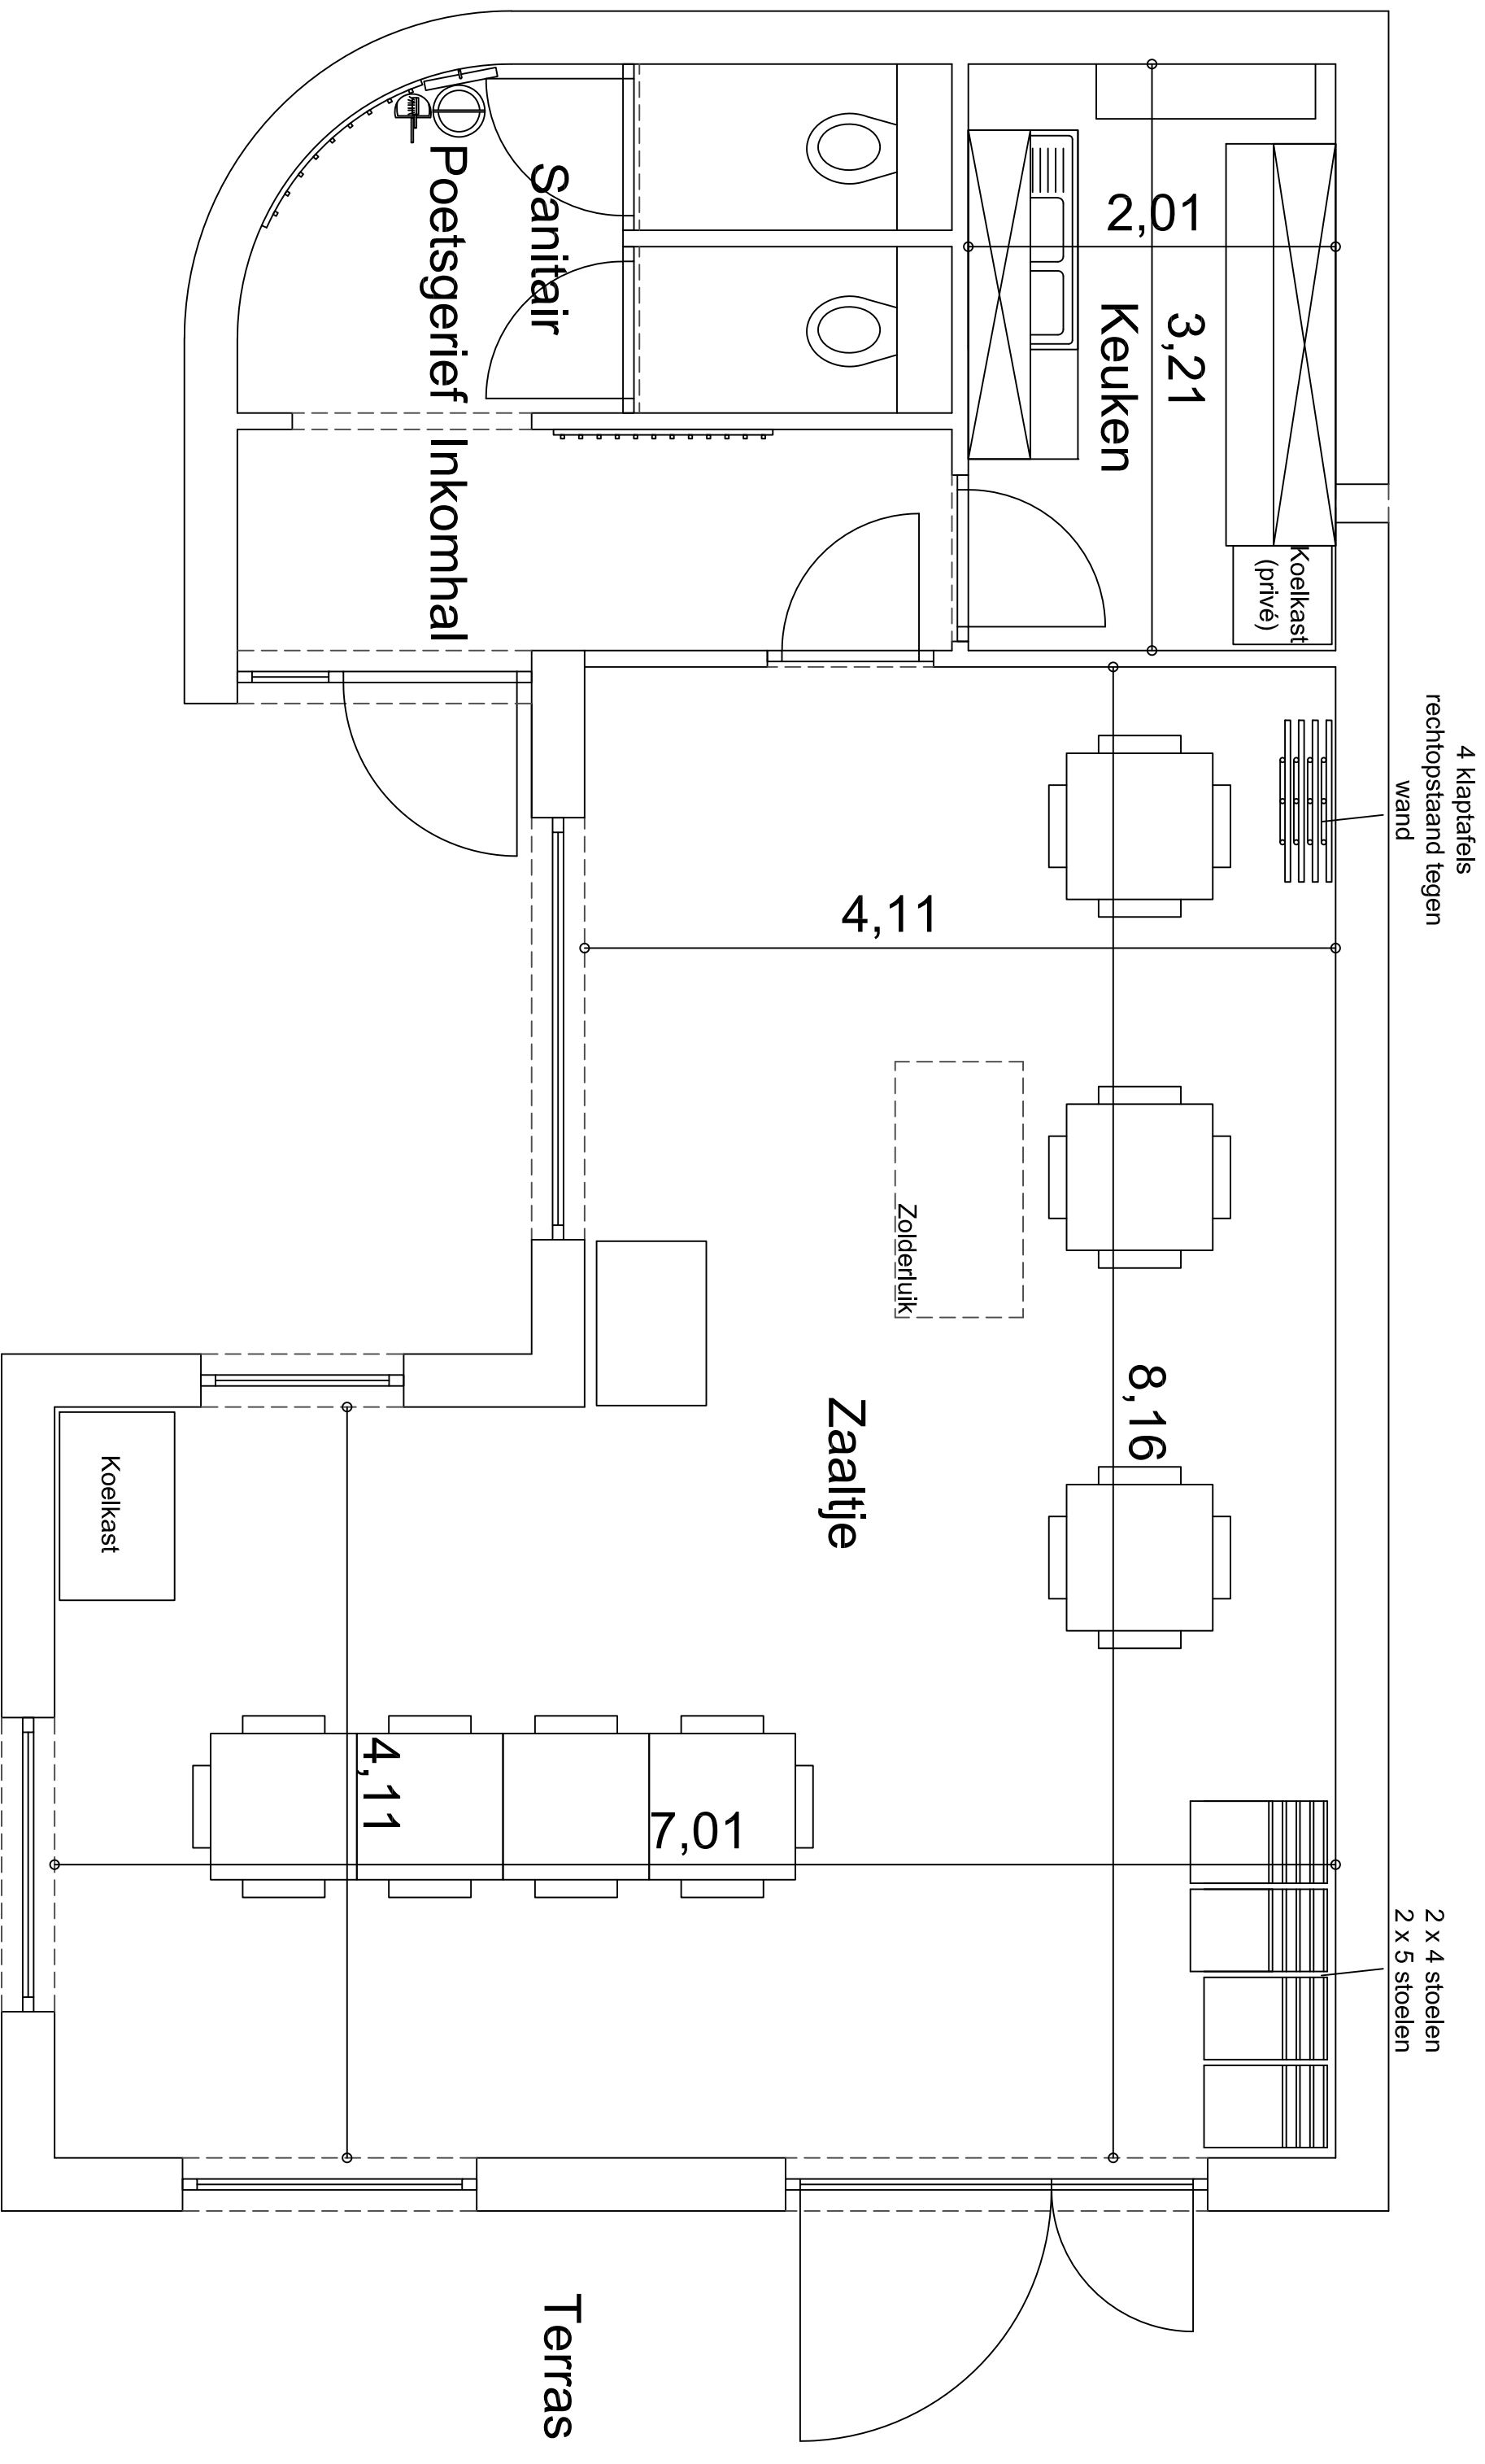 Sanitair
Poetsgerief
Inkomhal
2,01
3,21
Keuken
Koelkast
(privé)
4 klaptafels
rechtopstaand tegen
wand
4,11
Zolderluik
8,16
Zaaltje
Koelkast
4,11
7,01
2 x 4 stoelen
2 x 5 stoelen
Terras